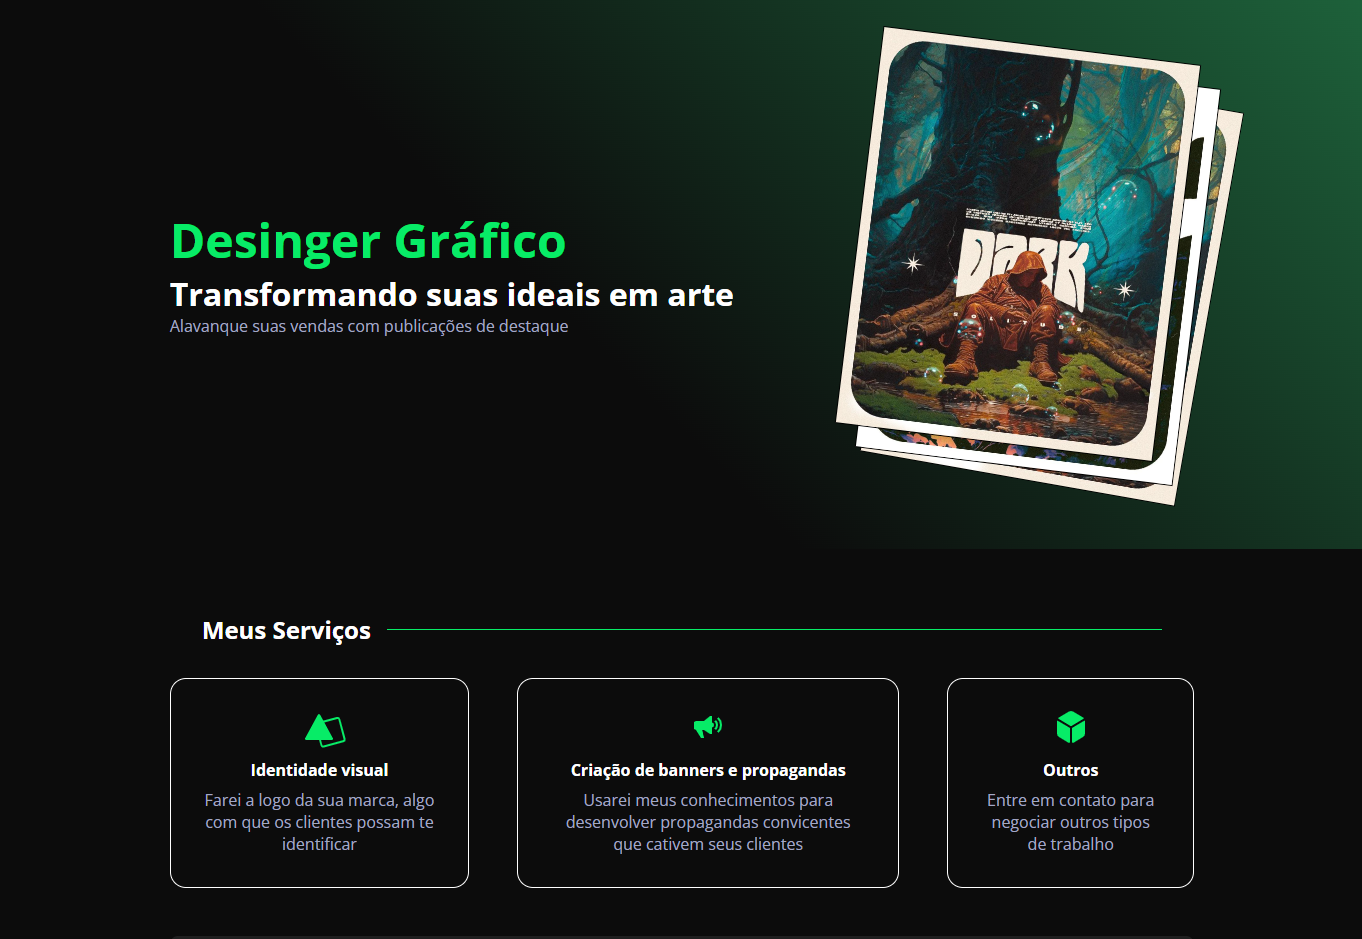 Desinger Gráfico
Transformando suas ideais em arte
Alavanque suas vendas com publicações de destaque
DARK
SOLITUDE
Meus Serviços
Identidade visual
Farei a logo da sua marca, algo
com que os clientes possam te
identificar
Criação de banners e propagandas
Usarei meus conhecimentos para
desenvolver propagandas convicentes
que cativem seus clientes
Outros
Entre em contato para
negociar outros tipos
de trabalho